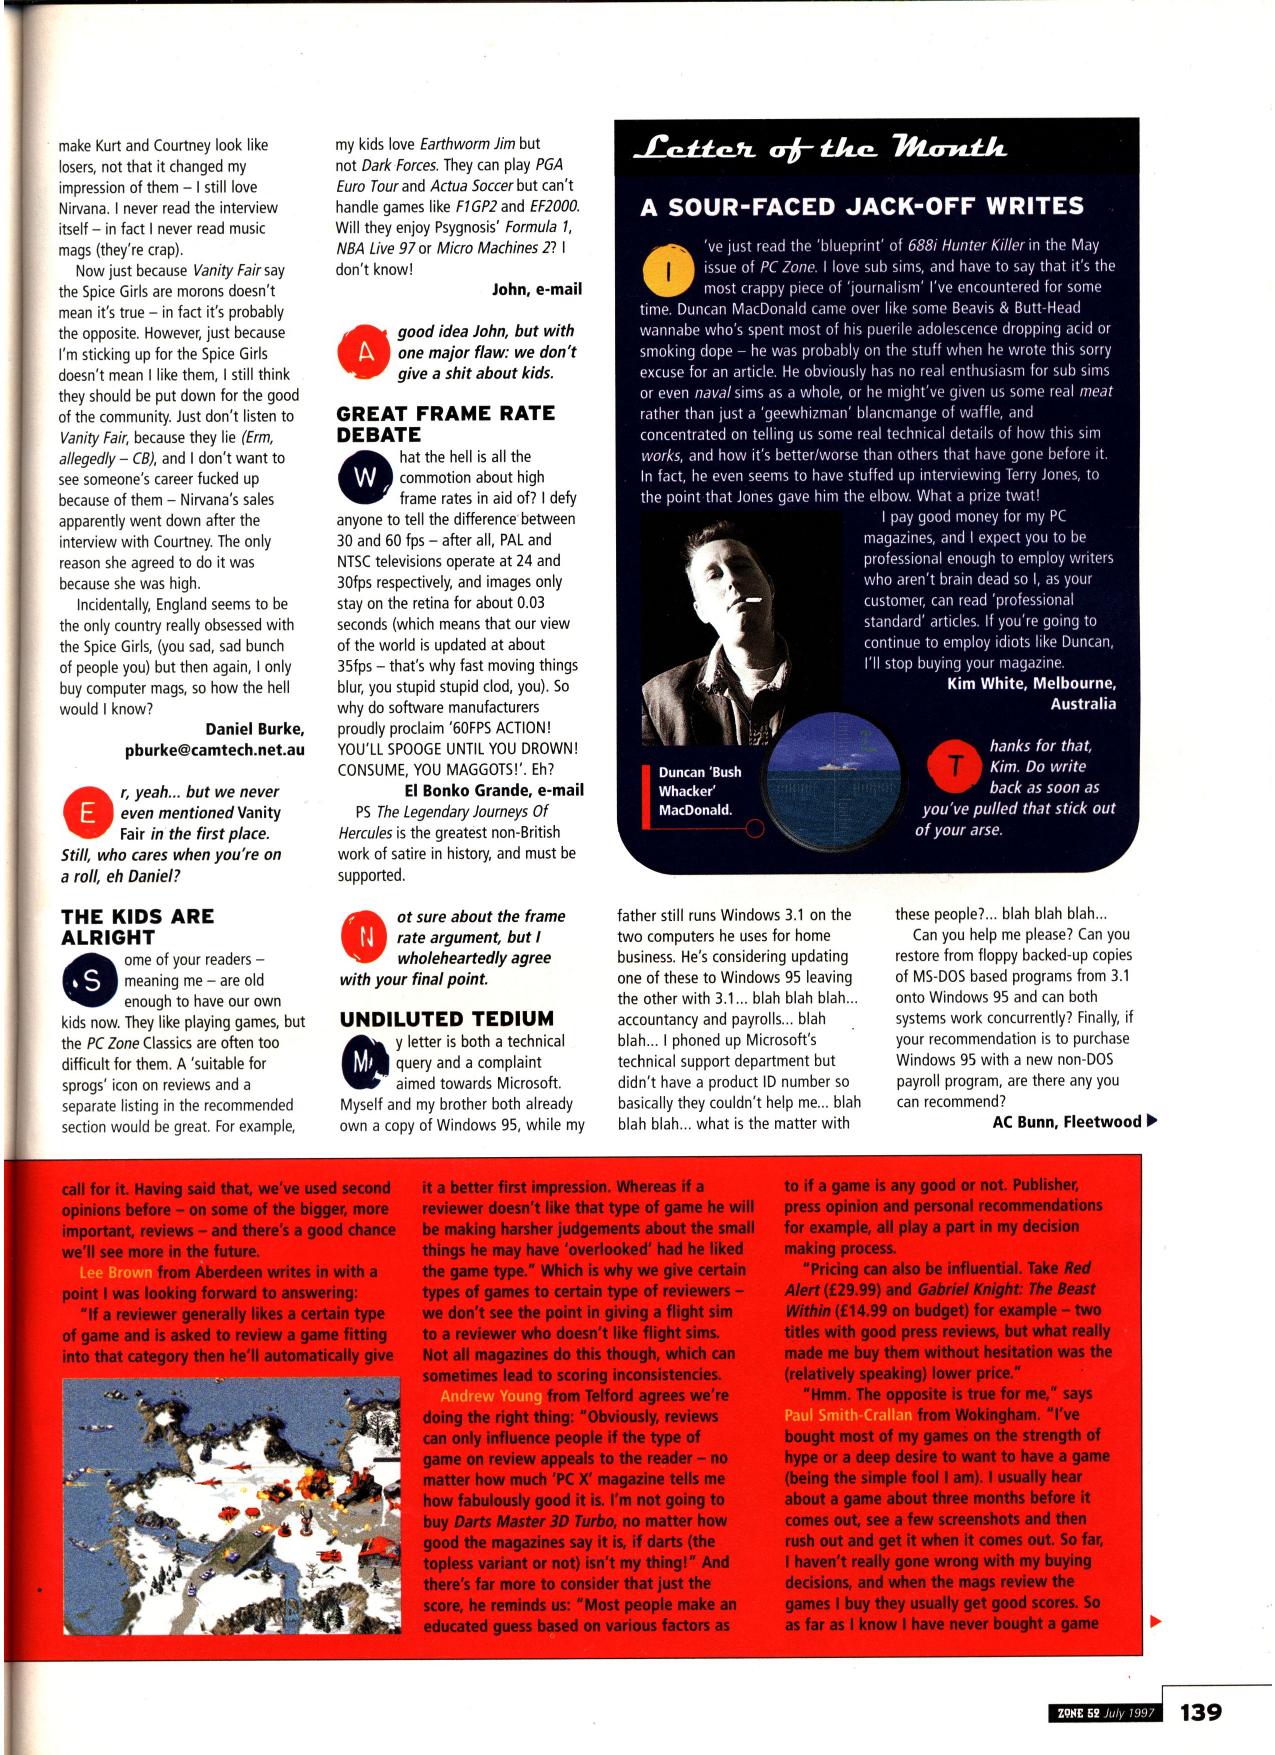 make Kurt and Courtney look like
losers, not that it changed my
impression of them – I still love
Nirvana. I never read the interview
itself – in fact I never read music
mags (they're crap).
Now just because Vanity Fair say
the Spice Girls are morons doesn't
mean it's true – in fact it's probably
the opposite. However, just because
I'm sticking up for the Spice Girls
doesn't mean I like them, I still think
they should be put down for the good
of the community. Just don't listen to
Vanity Fair, because they lie (Erm,
allegedly – CB), and I don't want to
see someone's career fucked up
because of them – Nirvana's sales
apparently went down after the
interview with Courtney. The only
reason she agreed to do it was
because she was high.
Incidentally, England seems to be
the only country really obsessed with
the Spice Girls, (you sad, sad bunch
of people you) but then again, I only
buy computer mags, so how the hell
would I know?
Daniel Burke,
pburke@camtech.net.au
Er, yeah... but we never
even mentioned Vanity
Fair in the first place.
Still, who cares when you're on
a roll, eh Daniel?
THE KIDS ARE
ALRIGHT
Some of your readers –
meaning me – are old
enough to have our own
kids now. They like playing games, but
the PC Zone Classics are often too
difficult for them. A 'suitable for
sprogs' icon on reviews and a
separate listing in the recommended
section would be great. For example,
my kids love Earthworm Jim but
not Dark Forces. They can play PGA
Euro Tour and Actua Soccer but can't
handle games like F1GP2 and EF2000.
Will they enjoy Psygnosis' Formula 1,
NBA Live 97 or Micro Machines 2? I
don't know!
John, e-mail
A good idea John, but with
one major flaw: we don't
give a shit about kids.
GREAT FRAME RATE
DEBATE
What the hell is all the
commotion about high
frame rates in aid of? I defy
anyone to tell the difference between
30 and 60 fps – after all, PAL and
NTSC televisions operate at 24 and
30fps respectively, and images only
stay on the retina for about 0.03
seconds (which means that our view
of the world is updated at about
35fps – that's why fast moving things
blur, you stupid stupid clod, you). So
why do software manufacturers
proudly proclaim '60FPS ACTION!
YOU'LL SPOOGE UNTIL YOU DROWN!
CONSUME, YOU MAGGOTS!'. Eh?
El Bonko Grande, e-mail
PS The Legendary Journeys Of
Hercules is the greatest non-British
work of satire in history, and must be
supported.
Not sure about the frame
rate argument, but I
wholeheartedly agree
with your final point.
UNDILUTED TEDIUM
My letter is both a technical
query and a complaint
aimed towards Microsoft.
Myself and my brother both already
own a copy of Windows 95, while my
Letter of the Month
A SOUR-FACED JACK-OFF WRITES
I've just read the 'blueprint' of 688i Hunter Killer in the May
issue of PC Zone. I love sub sims, and have to say that it's the
most crappy piece of 'journalism' I've encountered for some
time. Duncan MacDonald came over like some Beavis & Butt-Head
wannabe who's spent most of his puerile adolescence dropping acid or
smoking dope – he was probably on the stuff when he wrote this sorry
excuse for an article. He obviously has no real enthusiasm for sub sims
or even naval sims as a whole, or he might've given us some real meat
rather than just a 'geewhizman' blancmange of waffle, and
concentrated on telling us some real technical details of how this sim
works, and how it's better/worse than others that have gone before it.
In fact, he even seems to have stuffed up interviewing Terry Jones, to
the point that Jones gave him the elbow. What a prize twat!
I pay good money for my PC
magazines, and I expect you to be
professional enough to employ writers
who aren't brain dead so I, as your
customer, can read 'professional
standard' articles. If you're going to
continue to employ idiots like Duncan,
I'll stop buying your magazine.
Kim White, Melbourne,
Australia
Duncan 'Bush
Whacker'
MacDonald.
Thanks for that,
Kim. Do write
back as soon as
you've pulled that stick out
of your arse.
father still runs Windows 3.1 on the
two computers he uses for home
business. He's considering updating
one of these to Windows 95 leaving
the other with 3.1... blah blah blah...
accountancy and payrolls... blah
blah... I phoned up Microsoft's
technical support department but
didn't have a product ID number so
basically they couldn't help me... blah
blah blah... what is the matter with
these people?... blah blah blah...
Can you help me please? Can you
restore from floppy backed-up copies
of MS-DOS based programs from 3.1
onto Windows 95 and can both
systems work concurrently? Finally, if
your recommendation is to purchase
Windows 95 with a new non-DOS
payroll program, are there any you
can recommend?
AC Bunn, Fleetwood
call for it. Having said that, we've used second
opinions before – on some of the bigger, more
important, reviews – and there's a good chance
we'll see more in the future.
Lee Brown from Aberdeen writes in with a
point I was looking forward to answering:
"If a reviewer generally likes a certain type
of game and is asked to review a game fitting
into that category then he'll automatically give
it a better first impression. Whereas if a
reviewer doesn't like that type of game he will
be making harsher judgements about the small
things he may have 'overlooked' had he liked
the game type." Which is why we give certain
types of games to certain type of reviewers –
we don't see the point in giving a flight sim
to a reviewer who doesn't like flight sims.
Not all magazines do this though, which can
sometimes lead to scoring inconsistencies.
Andrew Young from Telford agrees we're
doing the right thing: "Obviously, reviews
can only influence people if the type of
game on review appeals to the reader – no
matter how much 'PC X' magazine tells me
how fabulously good it is. I'm not going to
buy Darts Master 3D Turbo, no matter how
good the magazines say it is, if darts (the
topless variant or not) isn't my thing!" And
there's far more to consider that just the
score, he reminds us: "Most people make an
educated guess based on various factors as
to if a game is any good or not. Publisher,
press opinion and personal recommendations
for example, all play a part in my decision
making process.
"Pricing can also be influential. Take Red
Alert (£29.99) and Gabriel Knight: The Beast
Within (£14.99 on budget) for example – two
titles with good press reviews, but what really
made me buy them without hesitation was the
(relatively speaking) lower price."
"Hmm. The opposite is true for me," says
Paul Smith-Crallan from Wokingham. "I've
bought most of my games on the strength of
hype or a deep desire to want to have a game
(being the simple fool I am). I usually hear
about a game about three months before it
comes out, see a few screenshots and then
rush out and get it when it comes out. So far,
I haven't really gone wrong with my buying
decisions, and when the mags review the
games I buy they usually get good scores. So
as far as I know I have never bought a game
ZONE 52 July 1997 139